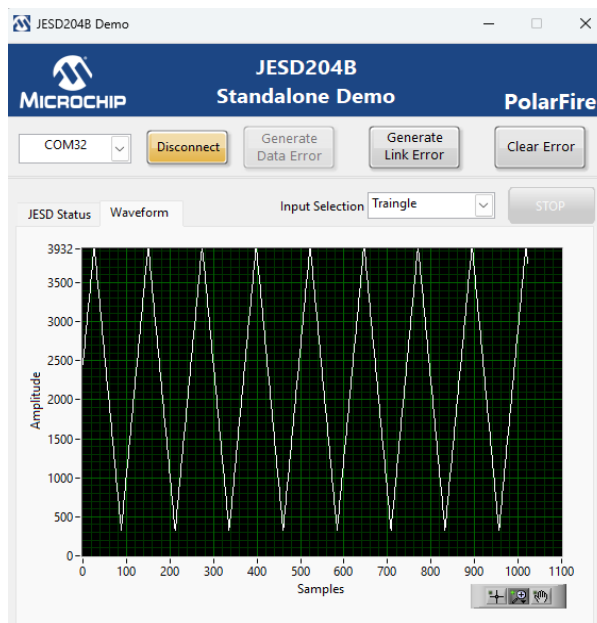 JESD204B Demo
MICROCHIP
JESD204B
Standalone Demo
PolarFire
COM32
Disconnect
Generate
Data Error
Generate
Link Error
Clear Error
JESD Status
Waveform
Input Selection
Traingle
STOP
Amplitude
3932
3500
3000
2500
2000
1500
1000
500
0
0 100 200 300 400 500 600 700 800 900 1000 1100
Samples